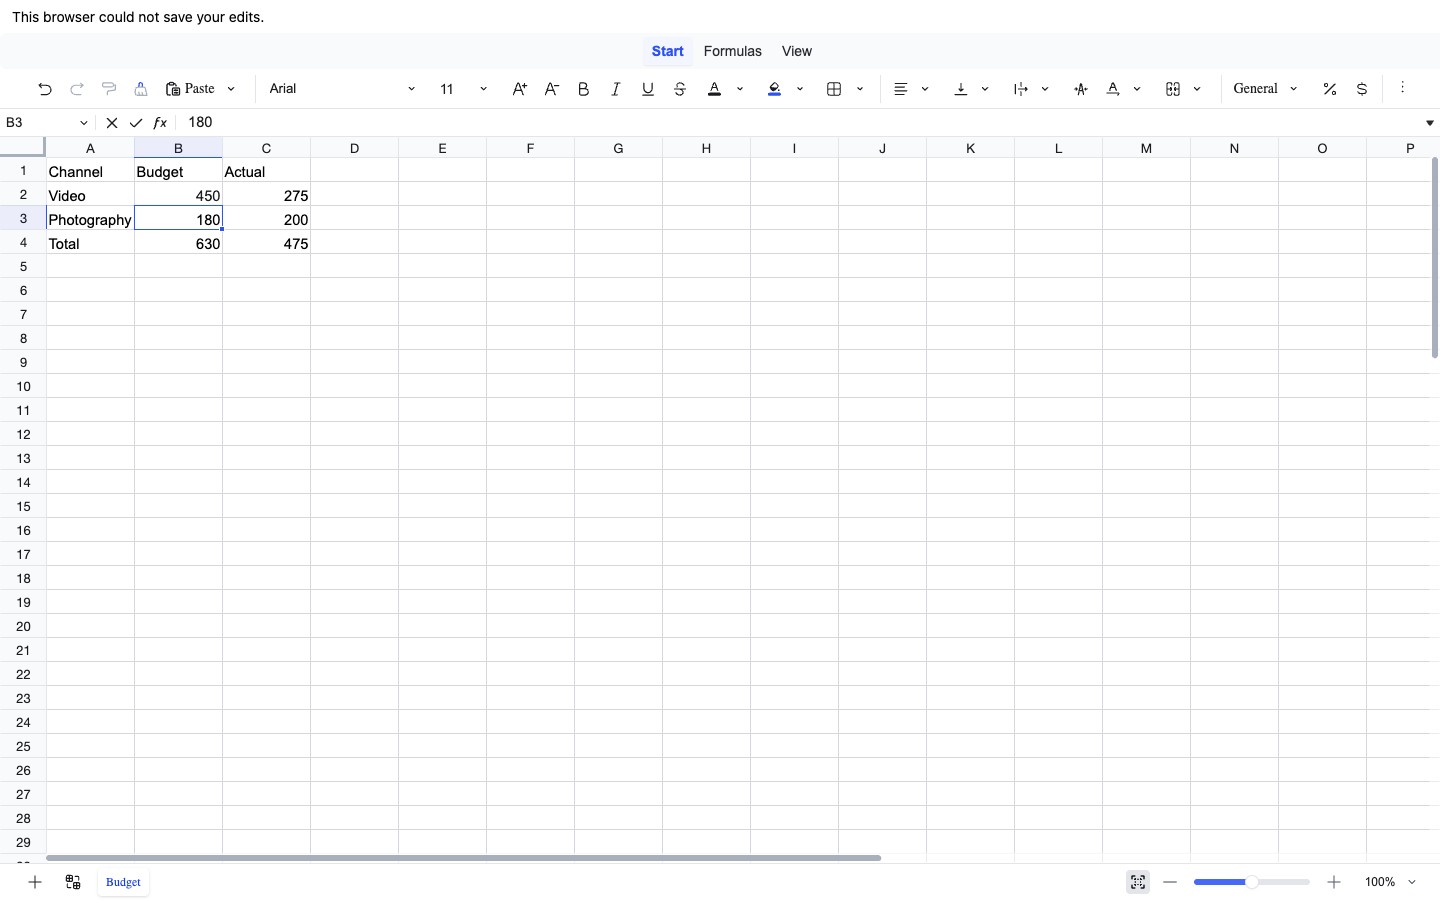 This browser could not save your edits.
Start Formulas View
Paste Arial 11 General % $
B3 fx 180
A B C D E F G H I J K L M N O P
1 Channel Budget Actual
2 Video 450 275
3 Photography 180 200
4 Total 630 475
5
6
7
8
9
10
11
12
13
14
15
16
17
18
19
20
21
22
23
24
25
26
27
28
29
Budget 100%